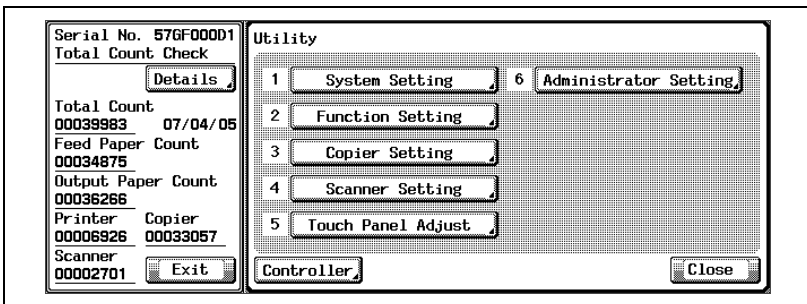 Serial No. 576F000D1
Total Count Check
Details
Total Count
00039983 07/04/05
Feed Paper Count
00034875
Output Paper Count
00036266
Printer Copier
00006926 00033057
Scanner
00002701
Exit
Utility
1 System Setting
2 Function Setting
3 Copier Setting
4 Scanner Setting
5 Touch Panel Adjust
6 Administrator Setting
Controller
Close